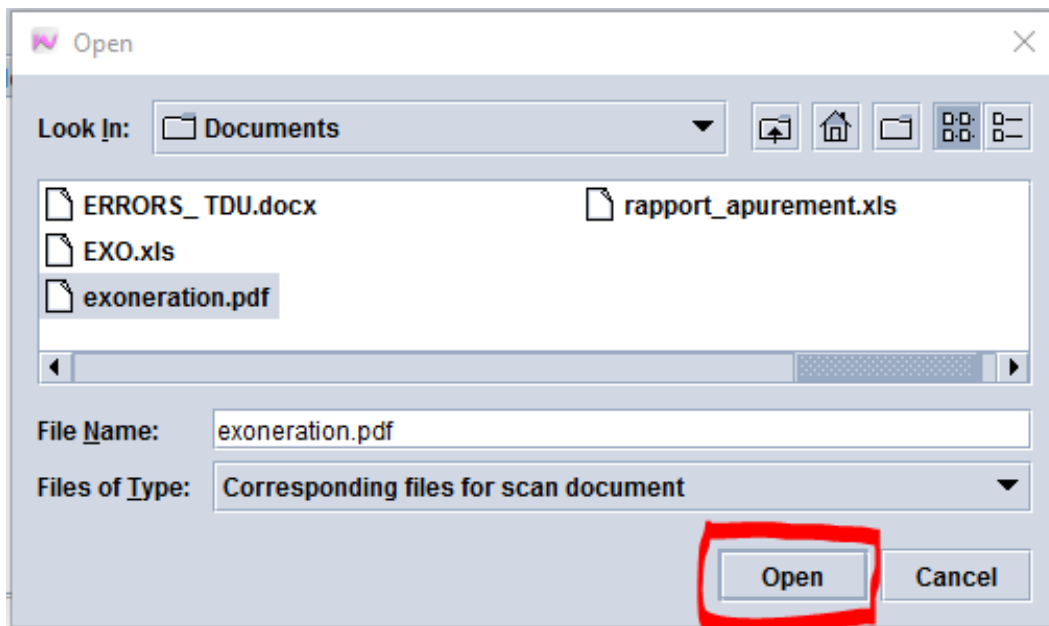 Open
Look In: Documents
ERRORS_ TDU.docx
rapport_apurement.xls
EXO.xls
exoneration.pdf
File Name: exoneration.pdf
Files of Type: Corresponding files for scan document
Open Cancel